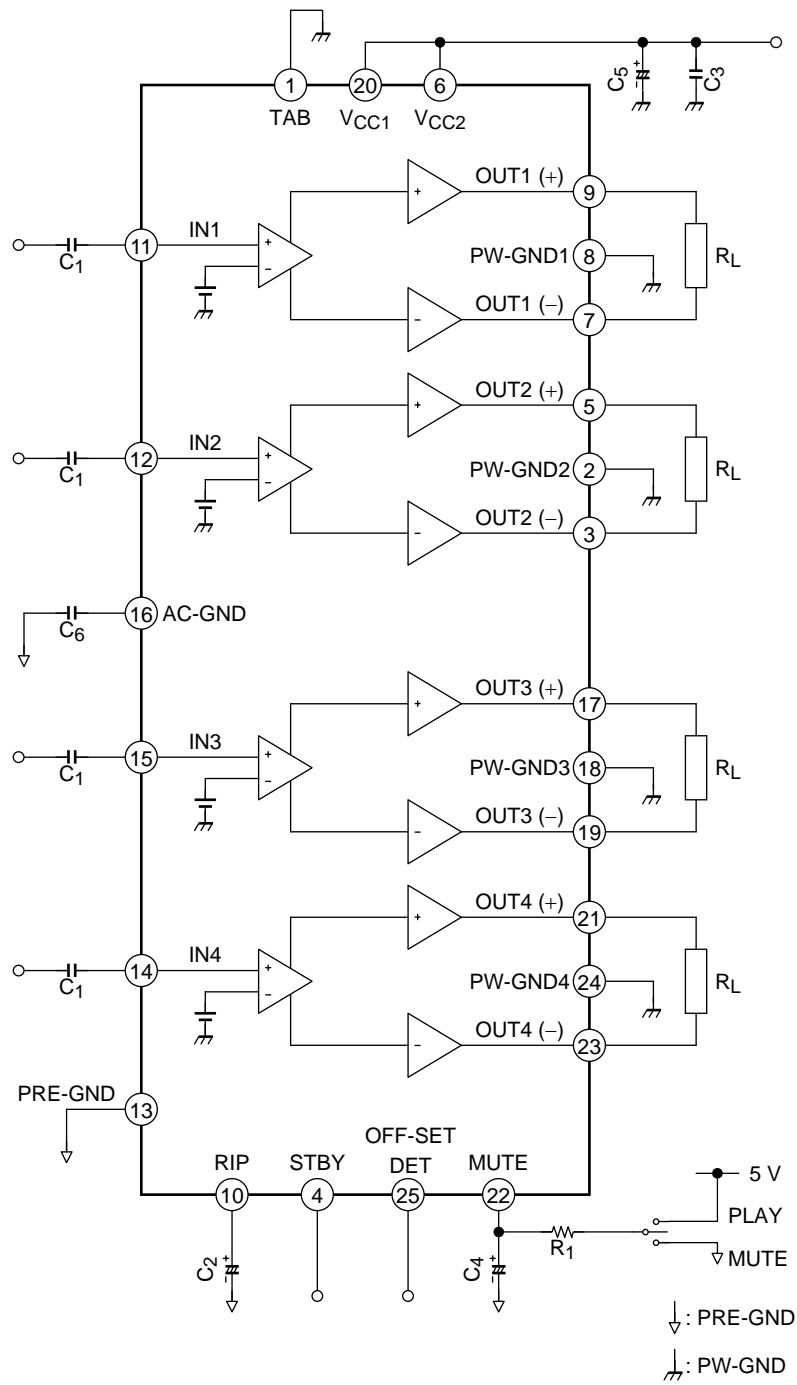 1 20 6
TAB VCC1 VCC2
C5 + - C3
OUT1 (+) 9
11 IN1 C1 + - +
PW-GND1 8 RL
OUT1 (−) - 7
OUT2 (+) 5
12 IN2 C1 + - +
PW-GND2 2 RL
OUT2 (−) - 3
16 AC-GND
C6
OUT3 (+) 17
15 IN3 C1 + - +
PW-GND3 18 RL
OUT3 (−) - 19
OUT4 (+) 21
14 IN4 C1 + - +
PW-GND4 24 RL
OUT4 (−) - 23
PRE-GND 13
OFF-SET
RIP STBY DET MUTE
10 4 25 22
5 V
PLAY
R1
MUTE
C2 + - C4 + -
: PRE-GND
: PW-GND